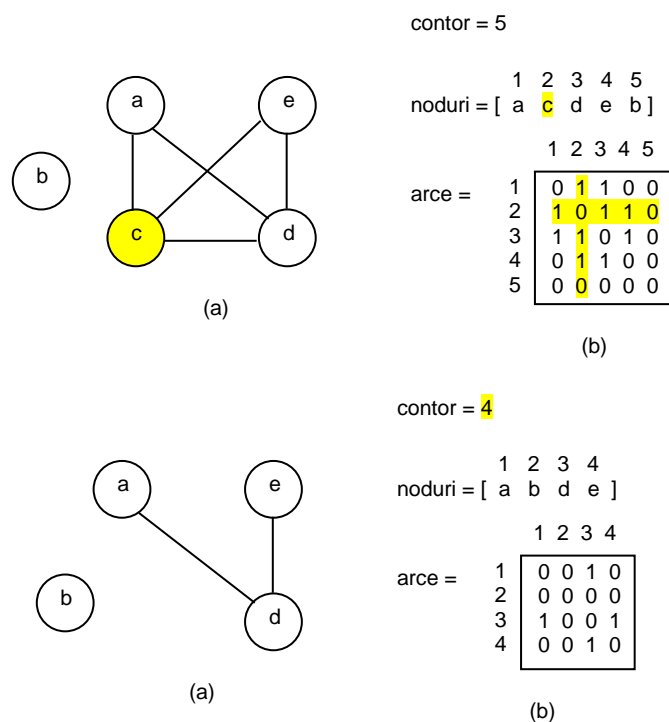 contor = 5
1 2 3 4 5
noduri = [ a c d e b ]
a
e
b
c
d
(a)
1 2 3 4 5
arce =
1 0 1 1 0 0
2 1 0 1 1 0
3 1 1 0 1 0
4 0 1 1 0 0
5 0 0 0 0 0
(b)
contor = 4
1 2 3 4
noduri = [ a b d e ]
a
e
b
d
(a)
1 2 3 4
arce =
1 0 0 1 0
2 0 0 0 0
3 1 0 0 1
4 0 0 1 0
(b)